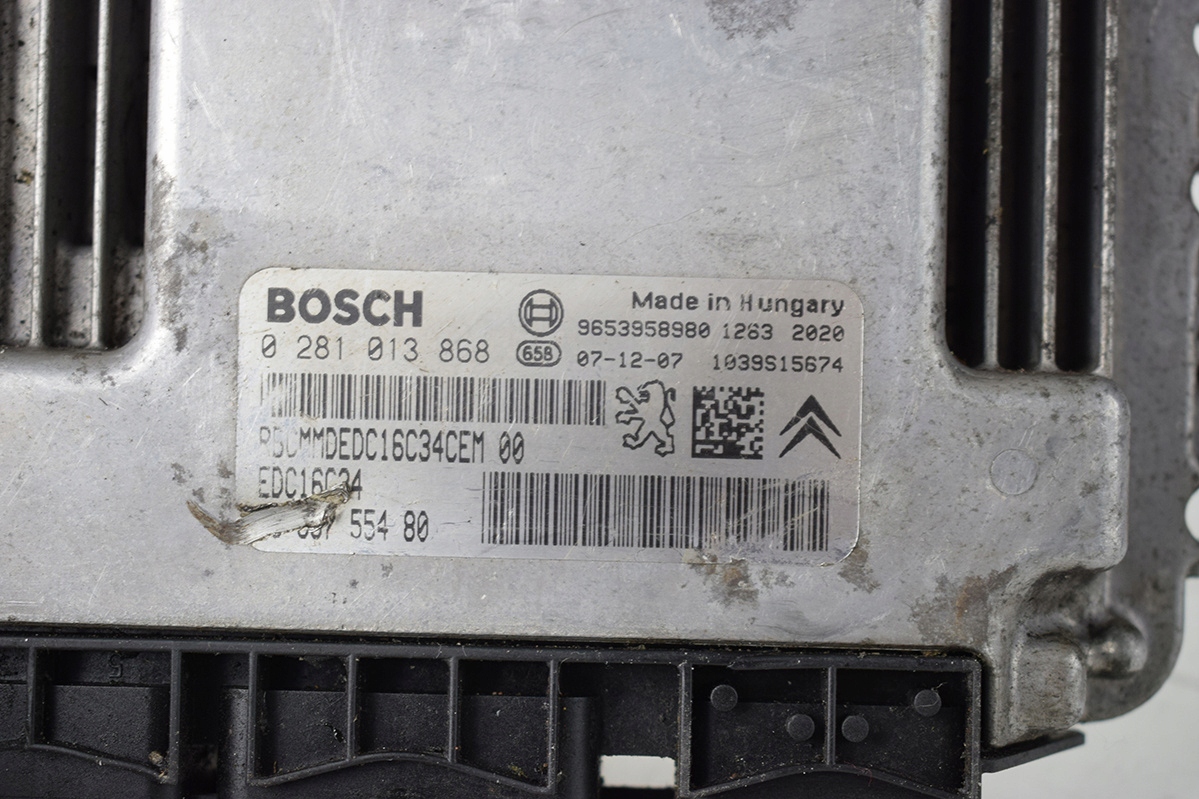 BOSCH
Made in Hungary
9653958980 1263 2020
0 281 013 868
658
07-12-07 1039S15674
00
EDC16C34
554 80